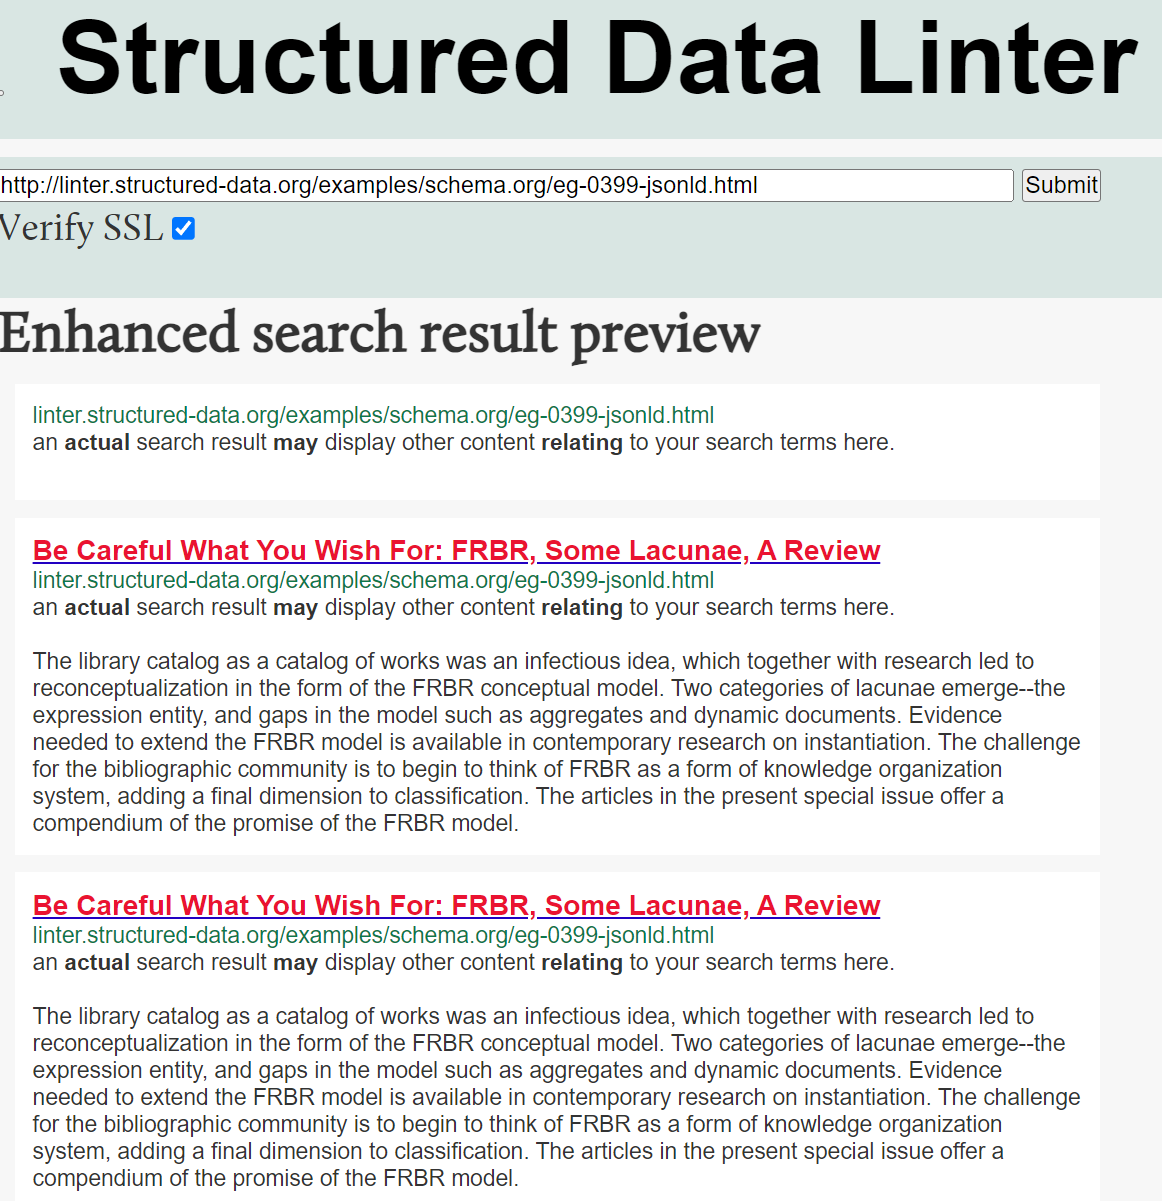 Structured Data Linter
http://linter.structured-data.org/examples/schema.org/eg-0399-jsonld.html Submit
Verify SSL
Enhanced search result preview
linter.structured-data.org/examples/schema.org/eg-0399-jsonld.html
an actual search result may display other content relating to your search terms here.
Be Careful What You Wish For: FRBR, Some Lacunae, A Review
linter.structured-data.org/examples/schema.org/eg-0399-jsonld.html
an actual search result may display other content relating to your search terms here.
The library catalog as a catalog of works was an infectious idea, which together with research led to
reconceptualization in the form of the FRBR conceptual model. Two categories of lacunae emerge--the
expression entity, and gaps in the model such as aggregates and dynamic documents. Evidence
needed to extend the FRBR model is available in contemporary research on instantiation. The challenge
for the bibliographic community is to begin to think of FRBR as a form of knowledge organization
system, adding a final dimension to classification. The articles in the present special issue offer a
compendium of the promise of the FRBR model.
Be Careful What You Wish For: FRBR, Some Lacunae, A Review
linter.structured-data.org/examples/schema.org/eg-0399-jsonld.html
an actual search result may display other content relating to your search terms here.
The library catalog as a catalog of works was an infectious idea, which together with research led to
reconceptualization in the form of the FRBR conceptual model. Two categories of lacunae emerge--the
expression entity, and gaps in the model such as aggregates and dynamic documents. Evidence
needed to extend the FRBR model is available in contemporary research on instantiation. The challenge
for the bibliographic community is to begin to think of FRBR as a form of knowledge organization
system, adding a final dimension to classification. The articles in the present special issue offer a
compendium of the promise of the FRBR model.